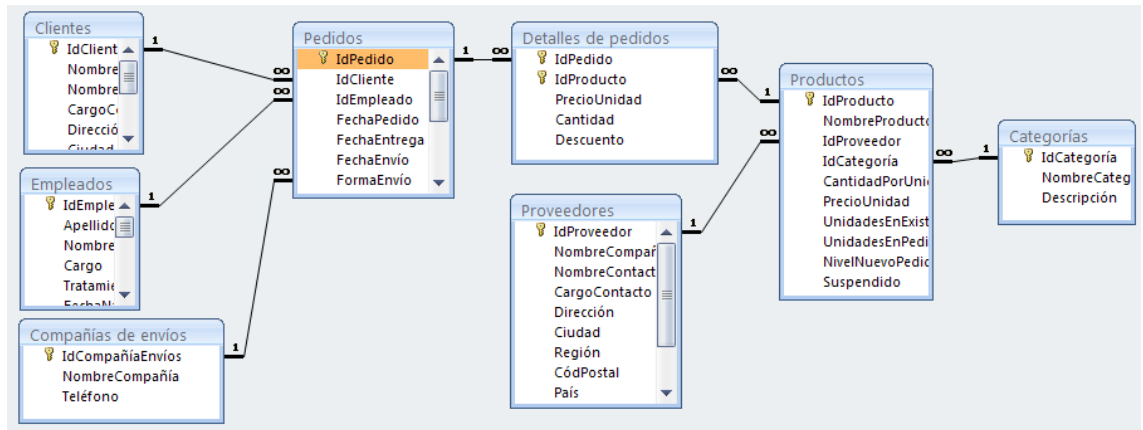 Clientes
IdClient
Nombre
Nombre
CargoC
Direcció
Ciudad
Empleados
IdEmple
Apellido
Nombre
Cargo
Tratamie
FechaN
Compañías de envíos
IdCompañíaEnvíos
NombreCompañía
Teléfono
Pedidos
IdPedido
IdCliente
IdEmpleado
FechaPedido
FechaEntrega
FechaEnvío
FormaEnvío
Detalles de pedidos
IdPedido
IdProducto
PrecioUnidad
Cantidad
Descuento
Proveedores
IdProveedor
NombreCompañ
NombreContact
CargoContacto
Dirección
Ciudad
Región
CódPostal
País
Productos
IdProducto
NombreProducto
IdProveedor
IdCategoría
CantidadPorUni
PrecioUnidad
UnidadesEnExist
UnidadesEnPedi
NivelNuevoPedic
Suspendido
Categorías
IdCategoría
NombreCateg
Descripción
1 ∞
1 ∞
1 ∞
1 ∞
∞ 1
1 ∞
∞ 1